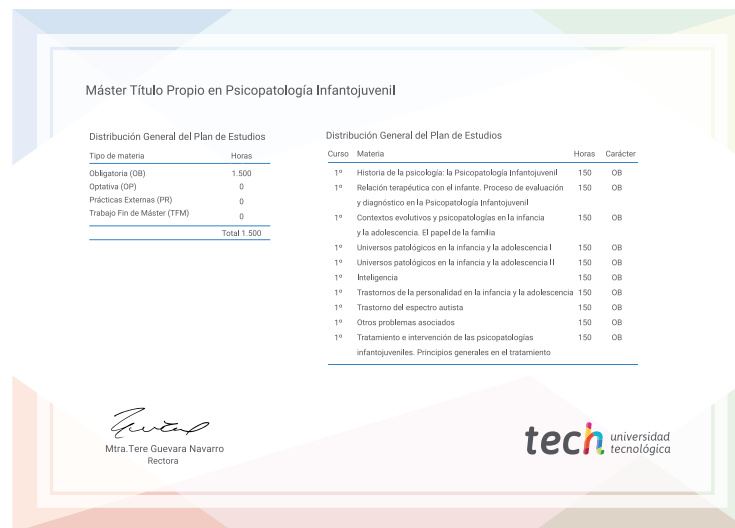 Máster Título Propio en Psicopatología Infantojuvenil
Distribución General del Plan de Estudios
Tipo de materia Horas
Obligatoria (OB) 1.500
Optativa (OP) 0
Prácticas Externas (PR) 0
Trabajo Fin de Máster (TFM) 0
Total 1.500
Distribución General del Plan de Estudios
Curso Materia Horas Carácter
1º Historia de la psicología: la Psicopatología Infantojuvenil 150 OB
1º Relación terapéutica con el infante. Proceso de evaluación 150 OB
y diagnóstico en la Psicopatología Infantojuvenil
1º Contextos evolutivos y psicopatologías en la infancia 150 OB
y la adolescencia. El papel de la familia
1º Universos patológicos en la infancia y la adolescencia I 150 OB
1º Universos patológicos en la infancia y la adolescencia II 150 OB
1º Inteligencia 150 OB
1º Trastornos de la personalidad en la infancia y la adolescencia 150 OB
1º Trastorno del espectro autista 150 OB
1º Otros problemas asociados 150 OB
1º Tratamiento e intervención de las psicopatologías 150 OB
infantojuveniles. Principios generales en el tratamiento
Mtra.Tere Guevara Navarro
Rectora
tech universidad
tecnológica